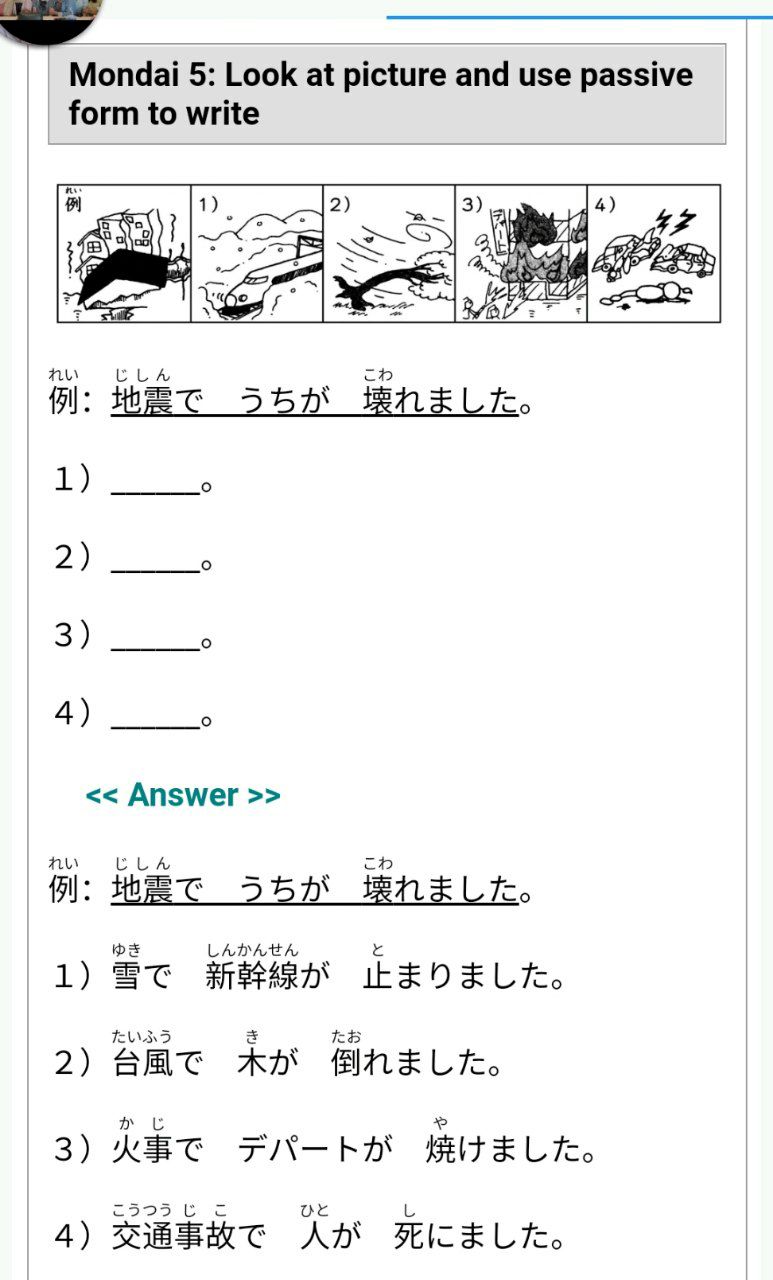 Mondai 5: Look at picture and use passive
form to write
れい
例
1)
2)
3)
デパート
4)
れい じしん こわ
例：地震で うちが 壊れました。
１）______。
２）______。
３）______。
４）______。
<< Answer >>
れい じしん こわ
例：地震で うちが 壊れました。
ゆき しんかんせん と
１）雪で 新幹線が 止まりました。
たいふう き たお
２）台風で 木が 倒れました。
かじ や
３）火事で デパートが 焼けました。
こうつうじこ ひと し
４）交通事故で 人が 死にました。